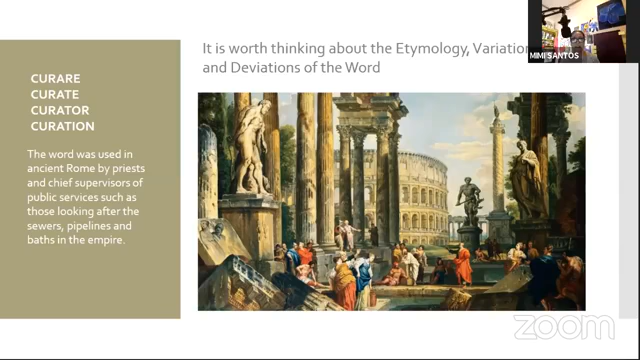 It is worth thinking about the Etymology,
and Deviations of the Word
MIMI SANTOS
CURARE
CURATE
CURATOR
CURATION
The word was used in
ancient Rome by priests
and chief supervisors of
public services such as
those looking after the
sewers, pipelines and
baths in the empire.
zoom